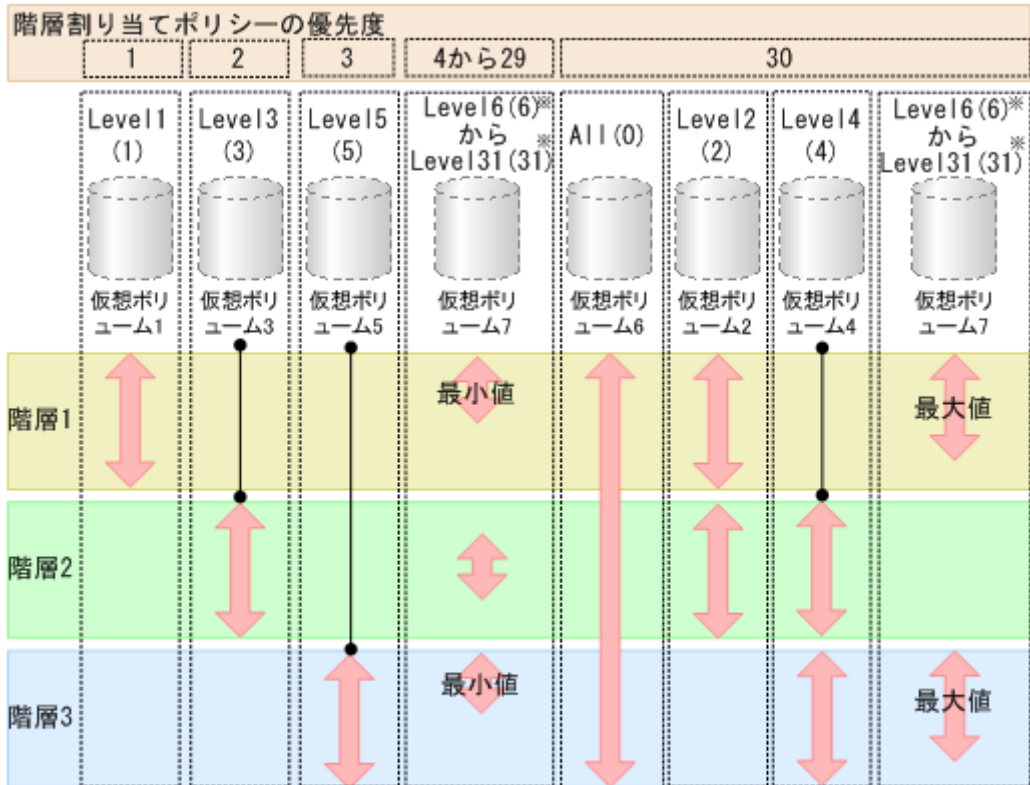 階層割り当てポリシーの優先度
1 2 3 4から29 30
Level1
(1)
Level3
(3)
Level5
(5)
Level6(6)※
から
Level31(31)※
All(0)
Level2
(2)
Level4
(4)
Level6(6)※
から
Level31(31)※
仮想ボリ
ューム1
仮想ボリ
ューム3
仮想ボリ
ューム5
仮想ボリ
ューム7
仮想ボリ
ューム6
仮想ボリ
ューム2
仮想ボリ
ューム4
仮想ボリ
ューム7
階層1
最小値
最大値
階層2
階層3
最小値
最大値